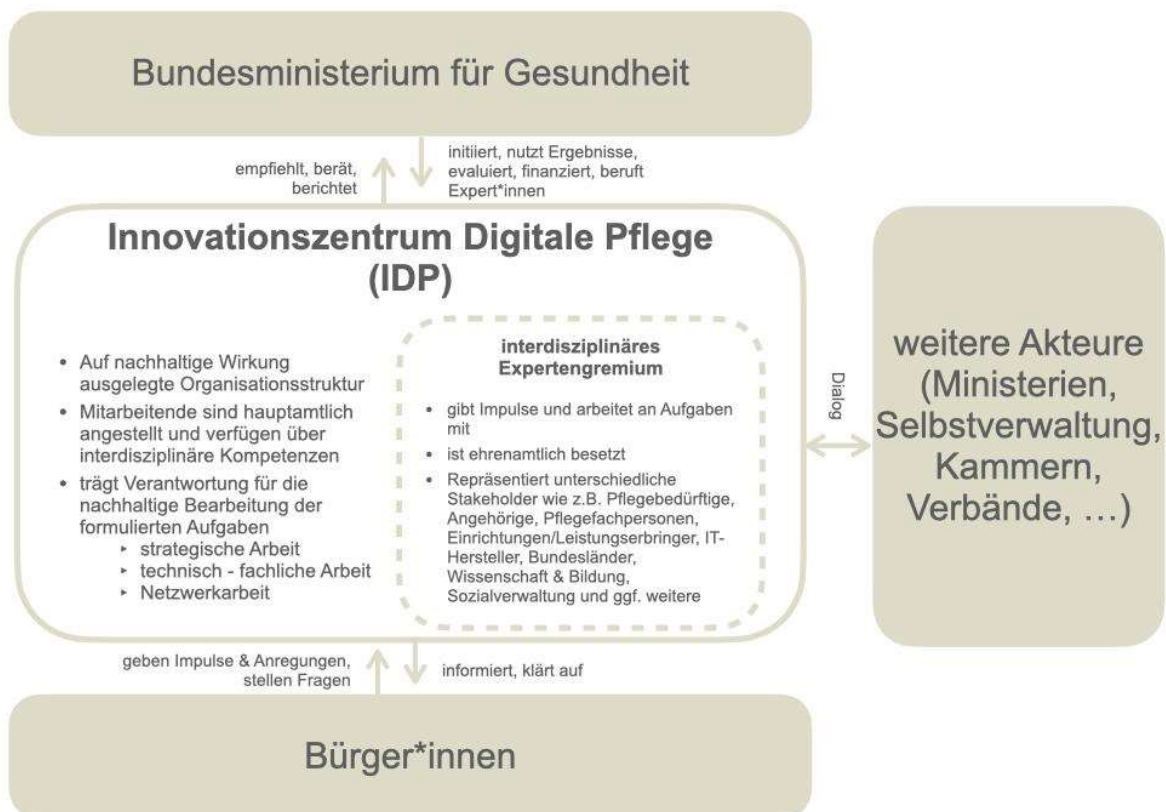 Bundesministerium für Gesundheit
empfiehlt, berät,
berichtet
initiiert, nutzt Ergebnisse,
evaluiert, finanziert, beruft
Expert*innen
Innovationszentrum Digitale Pflege
(IDP)
• Auf nachhaltige Wirkung
ausgelegte Organisationsstruktur
• Mitarbeitende sind hauptamtlich
angestellt und verfügen über
interdisziplinäre Kompetenzen
• trägt Verantwortung für die
nachhaltige Bearbeitung der
formulierten Aufgaben
‣ strategische Arbeit
‣ technisch - fachliche Arbeit
‣ Netzwerkarbeit
interdisziplinäres
Expertengremium
• gibt Impulse und arbeitet an Aufgaben
mit
• ist ehrenamtlich besetzt
• Repräsentiert unterschiedliche
Stakeholder wie z.B. Pflegebedürftige,
Angehörige, Pflegefachpersonen,
Einrichtungen/Leistungserbringer, IT-
Hersteller, Bundesländer,
Wissenschaft & Bildung,
Sozialverwaltung und ggf. weitere
Dialog
weitere Akteure
(Ministerien,
Selbstverwaltung,
Kammern,
Verbände, …)
geben Impulse & Anregungen,
stellen Fragen
informiert, klärt auf
Bürger*innen